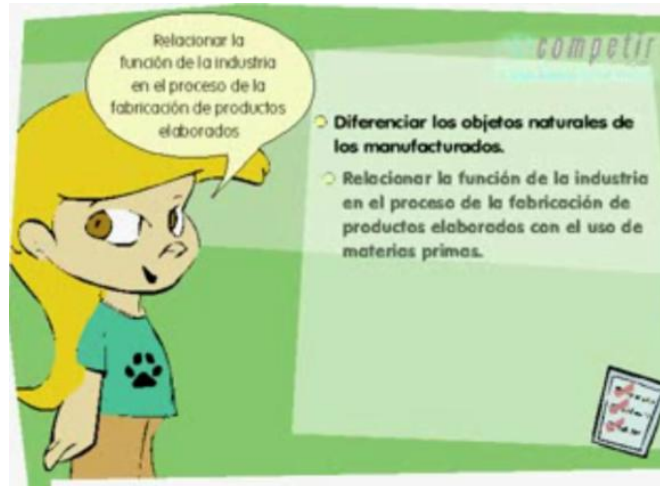 Relacionar la
función de la industria
en el proceso de la
fabricación de productos
elaborados
competir
Diferenciar los objetos naturales de
los manufacturados.
Relacionar la función de la industria
en el proceso de la fabricación de
productos elaborados con el uso de
materias primas.